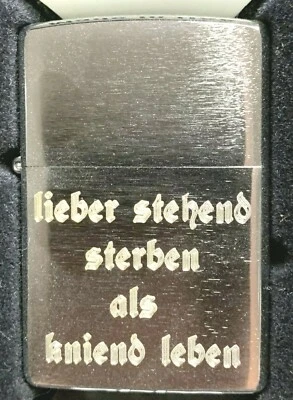 lieber stehend
sterben
als
kniend leben